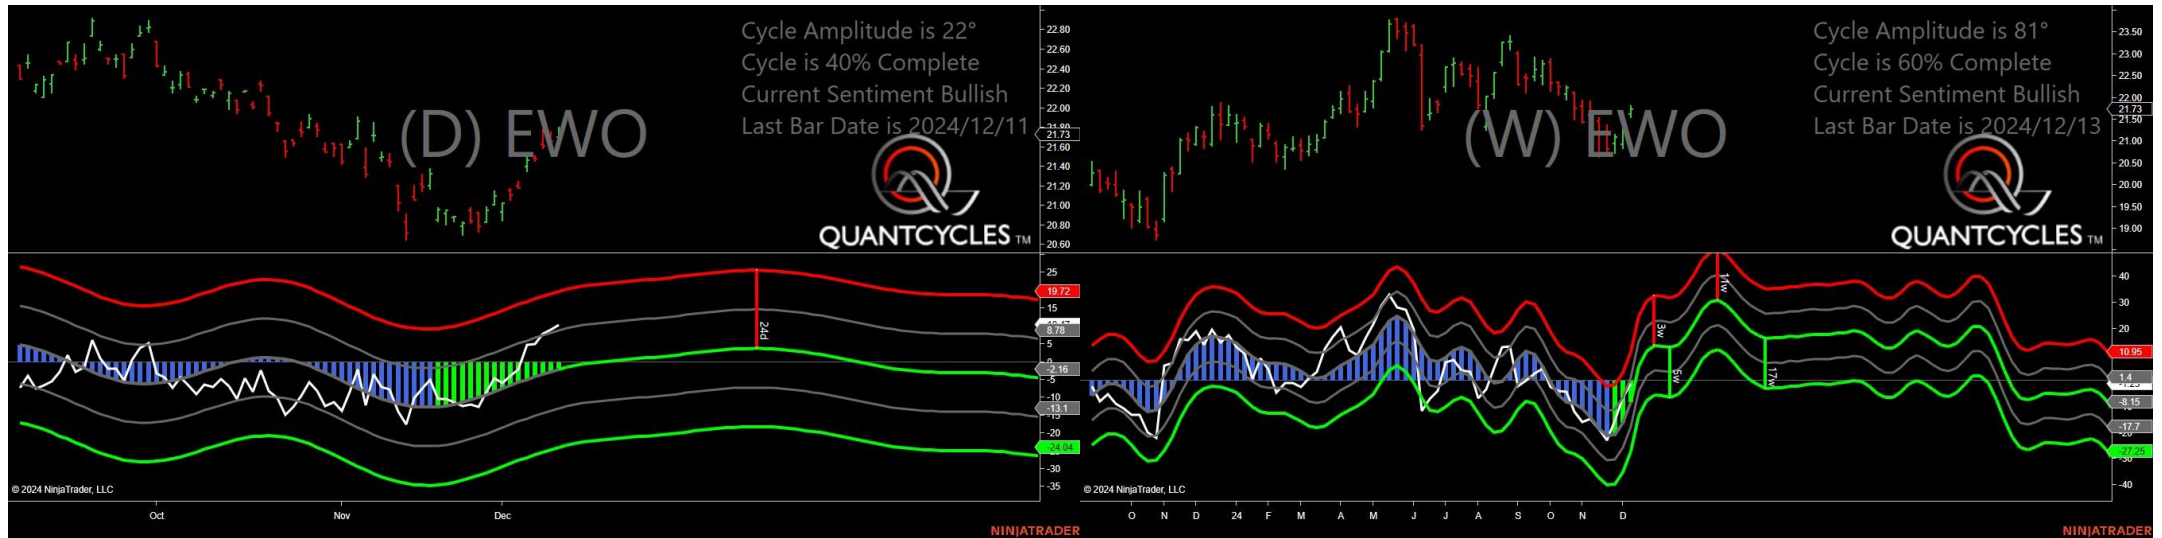 Cycle Amplitude is 22°
Cycle is 40% Complete
Current Sentiment Bullish
Last Bar Date is 2024/12/11
(D) EWO
QUANTCYCLES TM
22.80
22.60
22.40
22.20
22.00
21.73
21.60
21.40
21.20
21.00
20.80
20.60
25
19.72
15
8.78
5
0
-2.16
-5
-10
-13.1
-20
-24.04
-30
-35
24d
© 2024 NinjaTrader, LLC
Oct Nov Dec
NINJATRADER
Cycle Amplitude is 81°
Cycle is 60% Complete
Current Sentiment Bullish
Last Bar Date is 2024/12/13
(W) EWO
QUANTCYCLES TM
23.50
23.00
22.50
22.00
21.73
21.50
21.00
20.50
20.00
19.50
19.00
40
30
20
10.95
1.4
-8.15
-17.7
-27.25
-40
3w
11w
5w
17w
© 2024 NinjaTrader, LLC
O N D 24 F M A M J J A S O N D
NINJATRADER